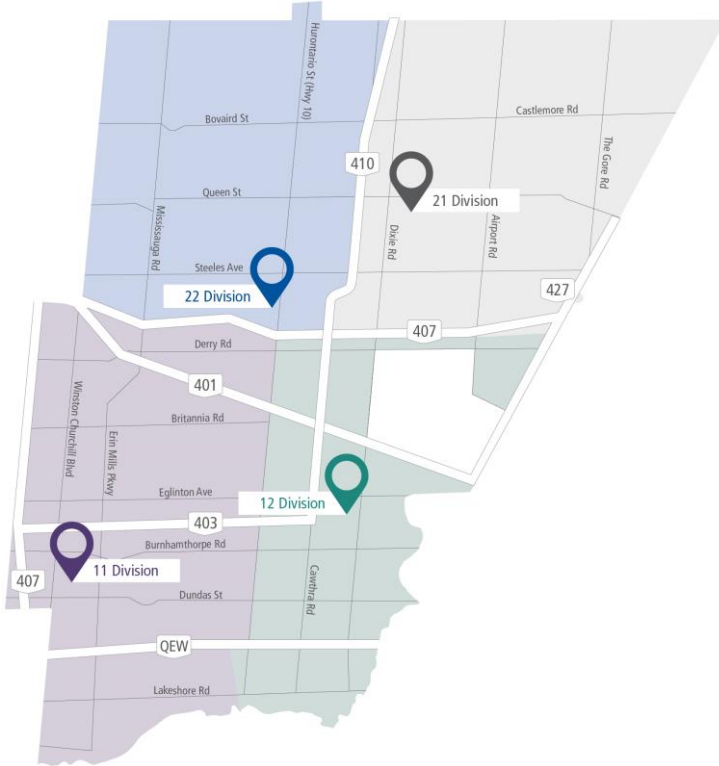 Hurontario St (Hwy 10)
Bovaird St
Castlemore Rd
The Gore Rd
410
Queen St
21 Division
Mississauga Rd
Dixie Rd
Airport Rd
Steeles Ave
22 Division
427
407
Derry Rd
401
Winston Churchill Blvd
Erin Mills Pkwy
Britannia Rd
Eglinton Ave
12 Division
403
Burnhamthorpe Rd
11 Division
407
Cawthra Rd
Dundas St
QEW
Lakeshore Rd